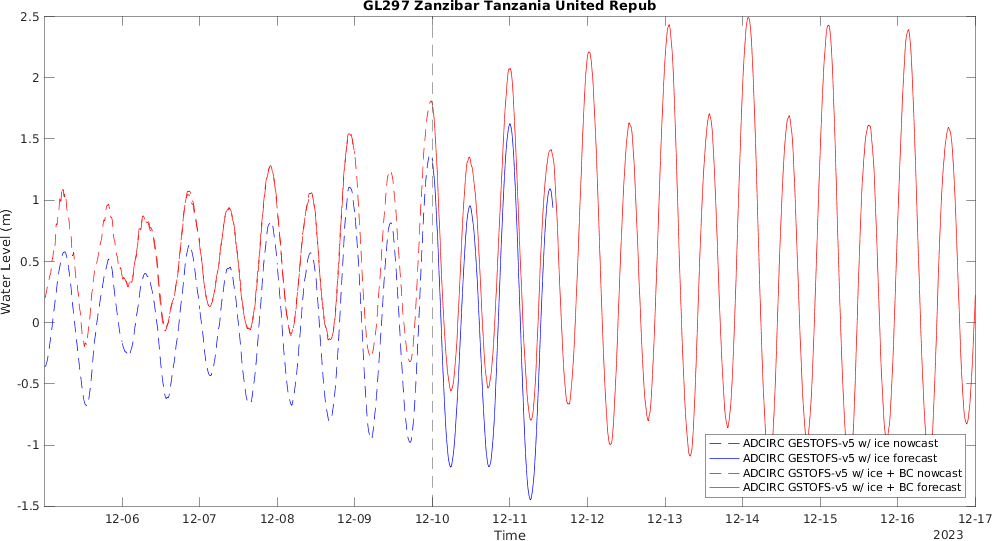 GL297 Zanzibar Tanzania United Repub
2.5
2
1.5
1
0.5
0
-0.5
-1
-1.5
Water Level (m)
ADCIRC GESTOFS-v5 w/ ice nowcast
ADCIRC GESTOFS-v5 w/ ice forecast
ADCIRC GSTOFS-v5 w/ ice + BC nowcast
ADCIRC GSTOFS-v5 w/ ice + BC forecast
12-06 12-07 12-08 12-09 12-10 12-11 12-12 12-13 12-14 12-15 12-16 12-17
Time
2023